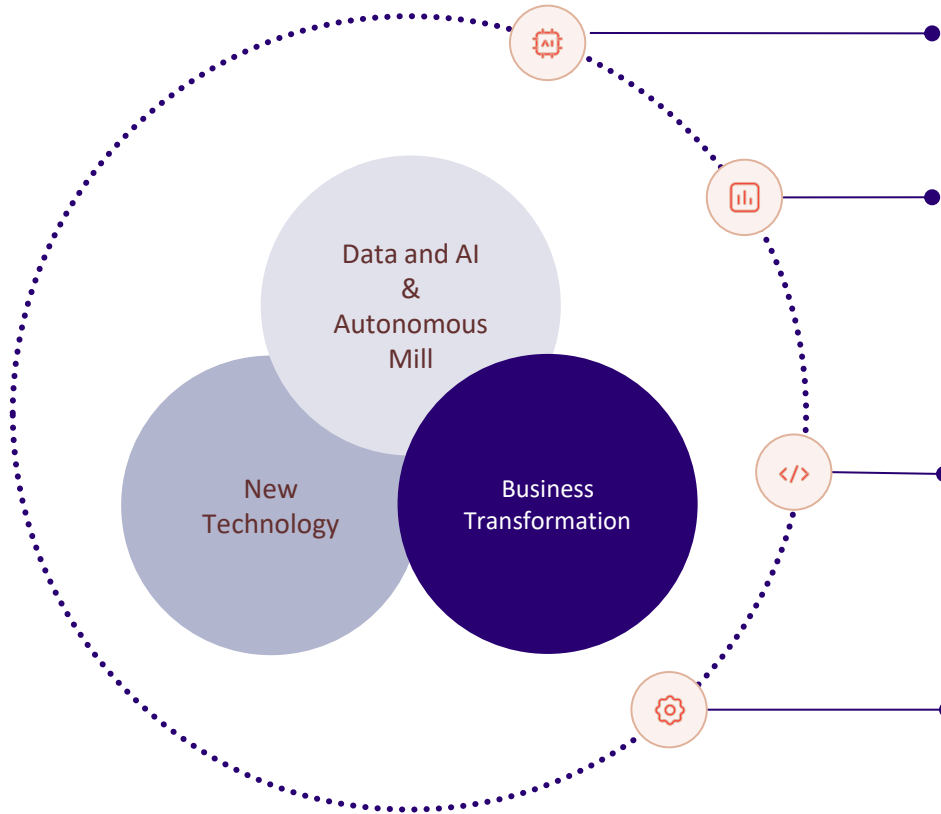 AI
Data and AI
&
Autonomous
Mill
New
Technology
Business
Transformation
</>